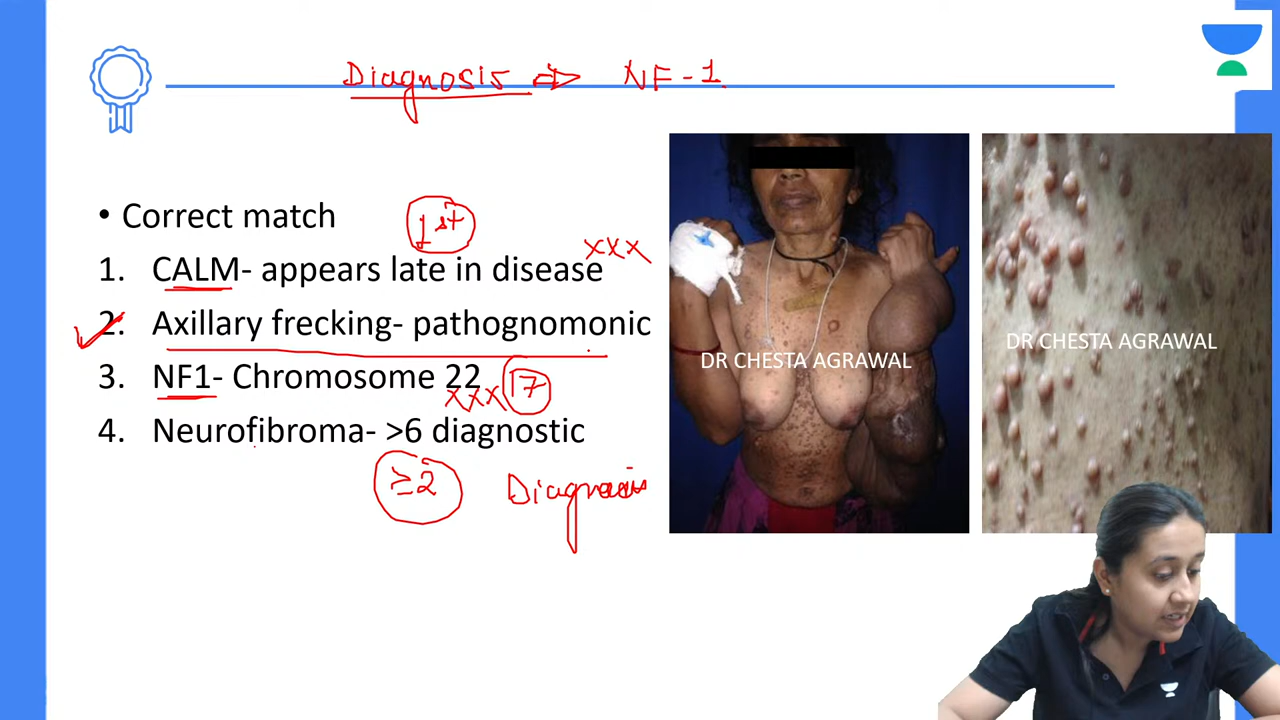 Diagnosis ⇒ NF-1
• Correct match
1st
1. CALM- appears late in disease xxx
2. Axillary frecking- pathognomonic
3. NF1- Chromosome 22 xxx 17
4. Neurofibroma- >6 diagnostic
≥2 Diagnosis
DR CHESTA AGRAWAL
DR CHESTA AGRAWAL